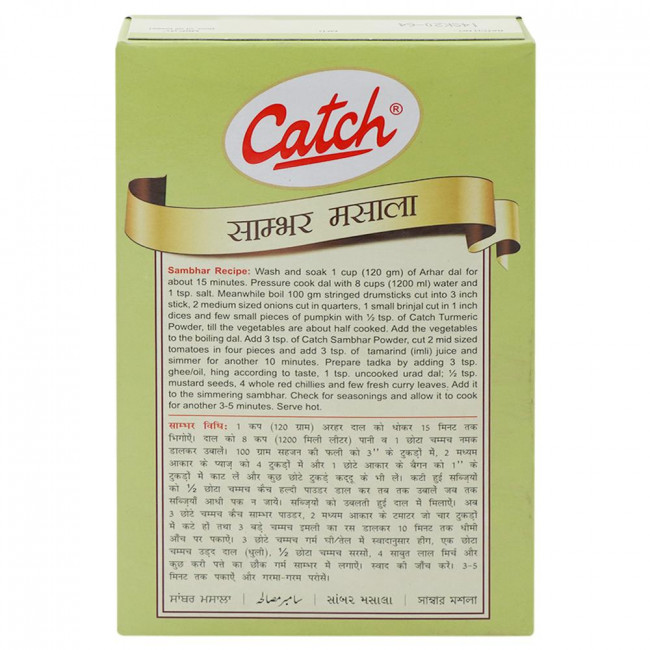 Catch®
साम्भर मसाला
Sambhar Recipe: Wash and soak 1 cup (120 gm) of Arhar dal for
about 15 minutes. Pressure cook dal with 8 cups (1200 ml) water and
1 tsp. salt. Meanwhile boil 100 gm stringed drumsticks cut into 3 inch
stick, 2 medium sized onions cut in quarters, 1 small brinjal cut in 1 inch
dices and few small pieces of pumpkin with ½ tsp. of Catch Turmeric
Powder, till the vegetables are about half cooked. Add the vegetables
to the boiling dal. Add 3 tsp. of Catch Sambhar Powder, cut 2 mid sized
tomatoes in four pieces and add 3 tsp. of tamarind (imli) juice and
simmer for another 10 minutes. Prepare tadka by adding 3 tsp.
ghee/oil, hing according to taste, 1 tsp. uncooked urad dal; ½ tsp.
mustard seeds, 4 whole red chillies and few fresh curry leaves. Add it
to the simmering sambhar. Check for seasonings and allow it to cook
for another 3-5 minutes. Serve hot.
साम्भर विधि: 1 कप (120 ग्राम) अरहर दाल को धोकर 15 मिनट तक
भिगोऐं। दाल को 8 कप (1200 मिली लीटर) पानी व 1 छोटा चम्मच नमक
डालकर उबालें। 100 ग्राम सहजन की फली को 3'' के टुकड़ों में, 2 मध्यम
आकार के प्याज़ को 4 टुकड़ों में और 1 छोटे आकार के बैगन को 1'' के
टुकड़ों में काट लें और कुछ छोटे टुकड़े कद्दू के भी लें। कटी हुई सब्ज़ियों
को ½ छोटा चम्मच कैच हल्दी पाउडर डाल कर तब तक उबालें जब तक
सब्ज़ियाँ आधी पक न जाये। सब्ज़ियों को उबलती हुई दाल में मिलाऐं। अब
3 छोटे चम्मच कैच साम्भर पाउडर, 2 मध्यम आकार के टमाटर जो चार टुकड़ों
में कटे हों तथा 3 बड़े चम्मच इमली का रस डालकर 10 मिनट तक धीमी
आँच पर पकाऐं। 3 छोटे चम्मच गर्म घी/तेल में स्वादानुसार हींग, एक छोटा
चम्मच उड़द दाल (धुली), ½ छोटा चम्मच सरसों, 4 साबुत लाल मिर्च और
कुछ करी पत्ते का छौंक गर्म साम्भर में लगाऐं। स्वाद की जाँच करें। 3-5
मिनट तक पकाऐं और गरमा-गरम परोसें।
ਸਾਂਬਰ ਮਸਾਲਾ | سامبر مصالحہ | સાંબર મસાલા | সাম্বার মশলা